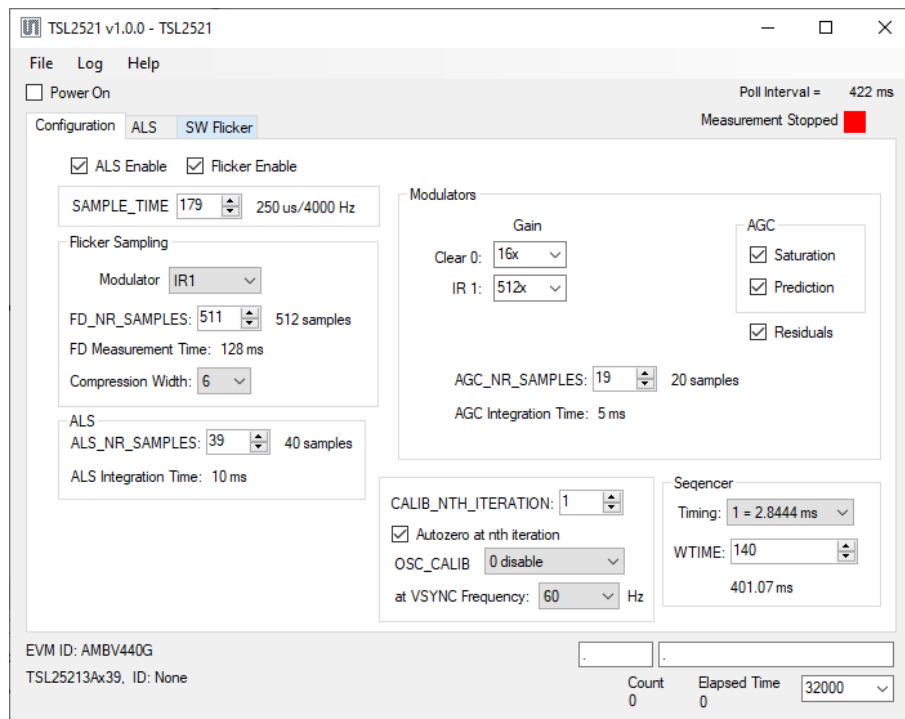 TSL2521 v1.0.0 - TSL2521
File Log Help
Power On
Poll Interval = 422 ms
Configuration ALS SW Flicker
Measurement Stopped
ALS Enable Flicker Enable
SAMPLE_TIME 179 250 us/4000 Hz
Flicker Sampling
Modulator IR1
FD_NR_SAMPLES: 511 512 samples
FD Measurement Time: 128 ms
Compression Width: 6
ALS
ALS_NR_SAMPLES: 39 40 samples
ALS Integration Time: 10 ms
Modulators
Gain
Clear 0: 16x
IR 1: 512x
AGC
Saturation
Prediction
Residuals
AGC_NR_SAMPLES: 19 20 samples
AGC Integration Time: 5 ms
CALIB_NTH_ITERATION: 1
Autozero at nth iteration
OSC_CALIB 0 disable
at VSYNC Frequency: 60 Hz
Seqencer
Timing: 1 = 2.8444 ms
WTIME: 140
401.07 ms
EVM ID: AMBV440G
TSL25213Ax39, ID: None
. .
Count Elapsed Time 32000
0 0